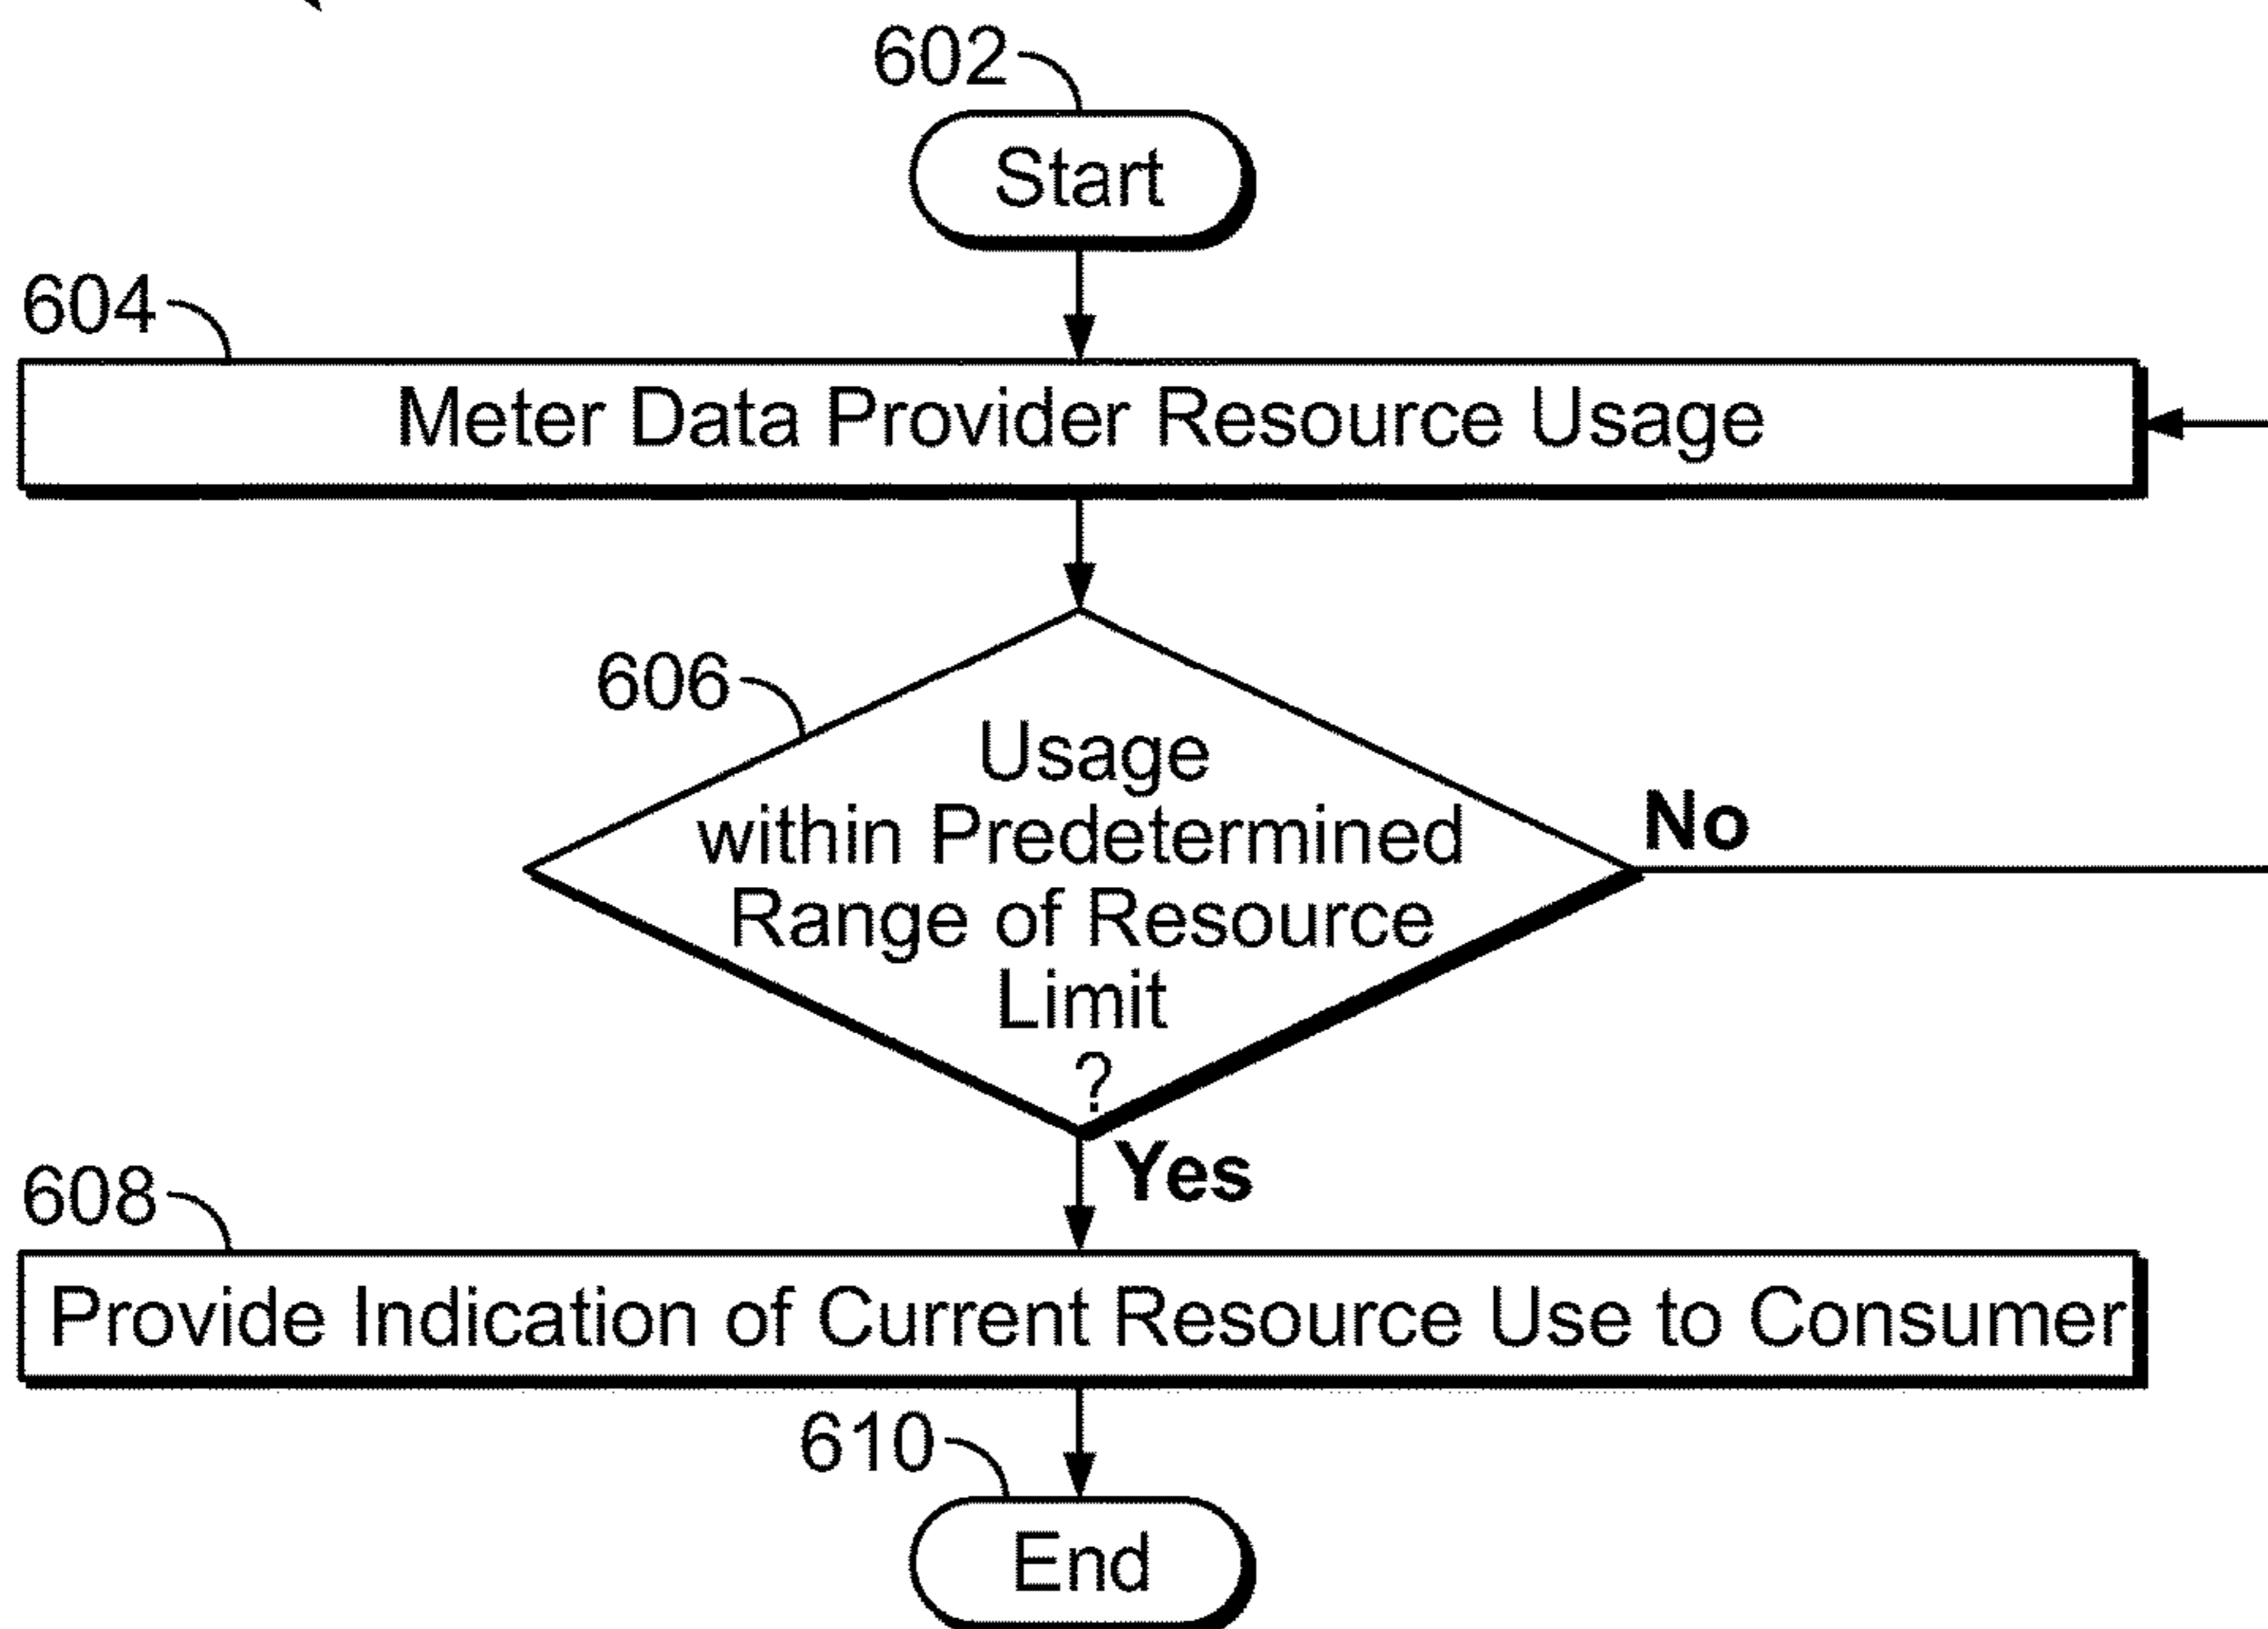 602
Start
604
Meter Data Provider Resource Usage
606
Usage
within Predetermined
Range of Resource
Limit
?
No
Yes
608
Provide Indication of Current Resource Use to Consumer
610
End